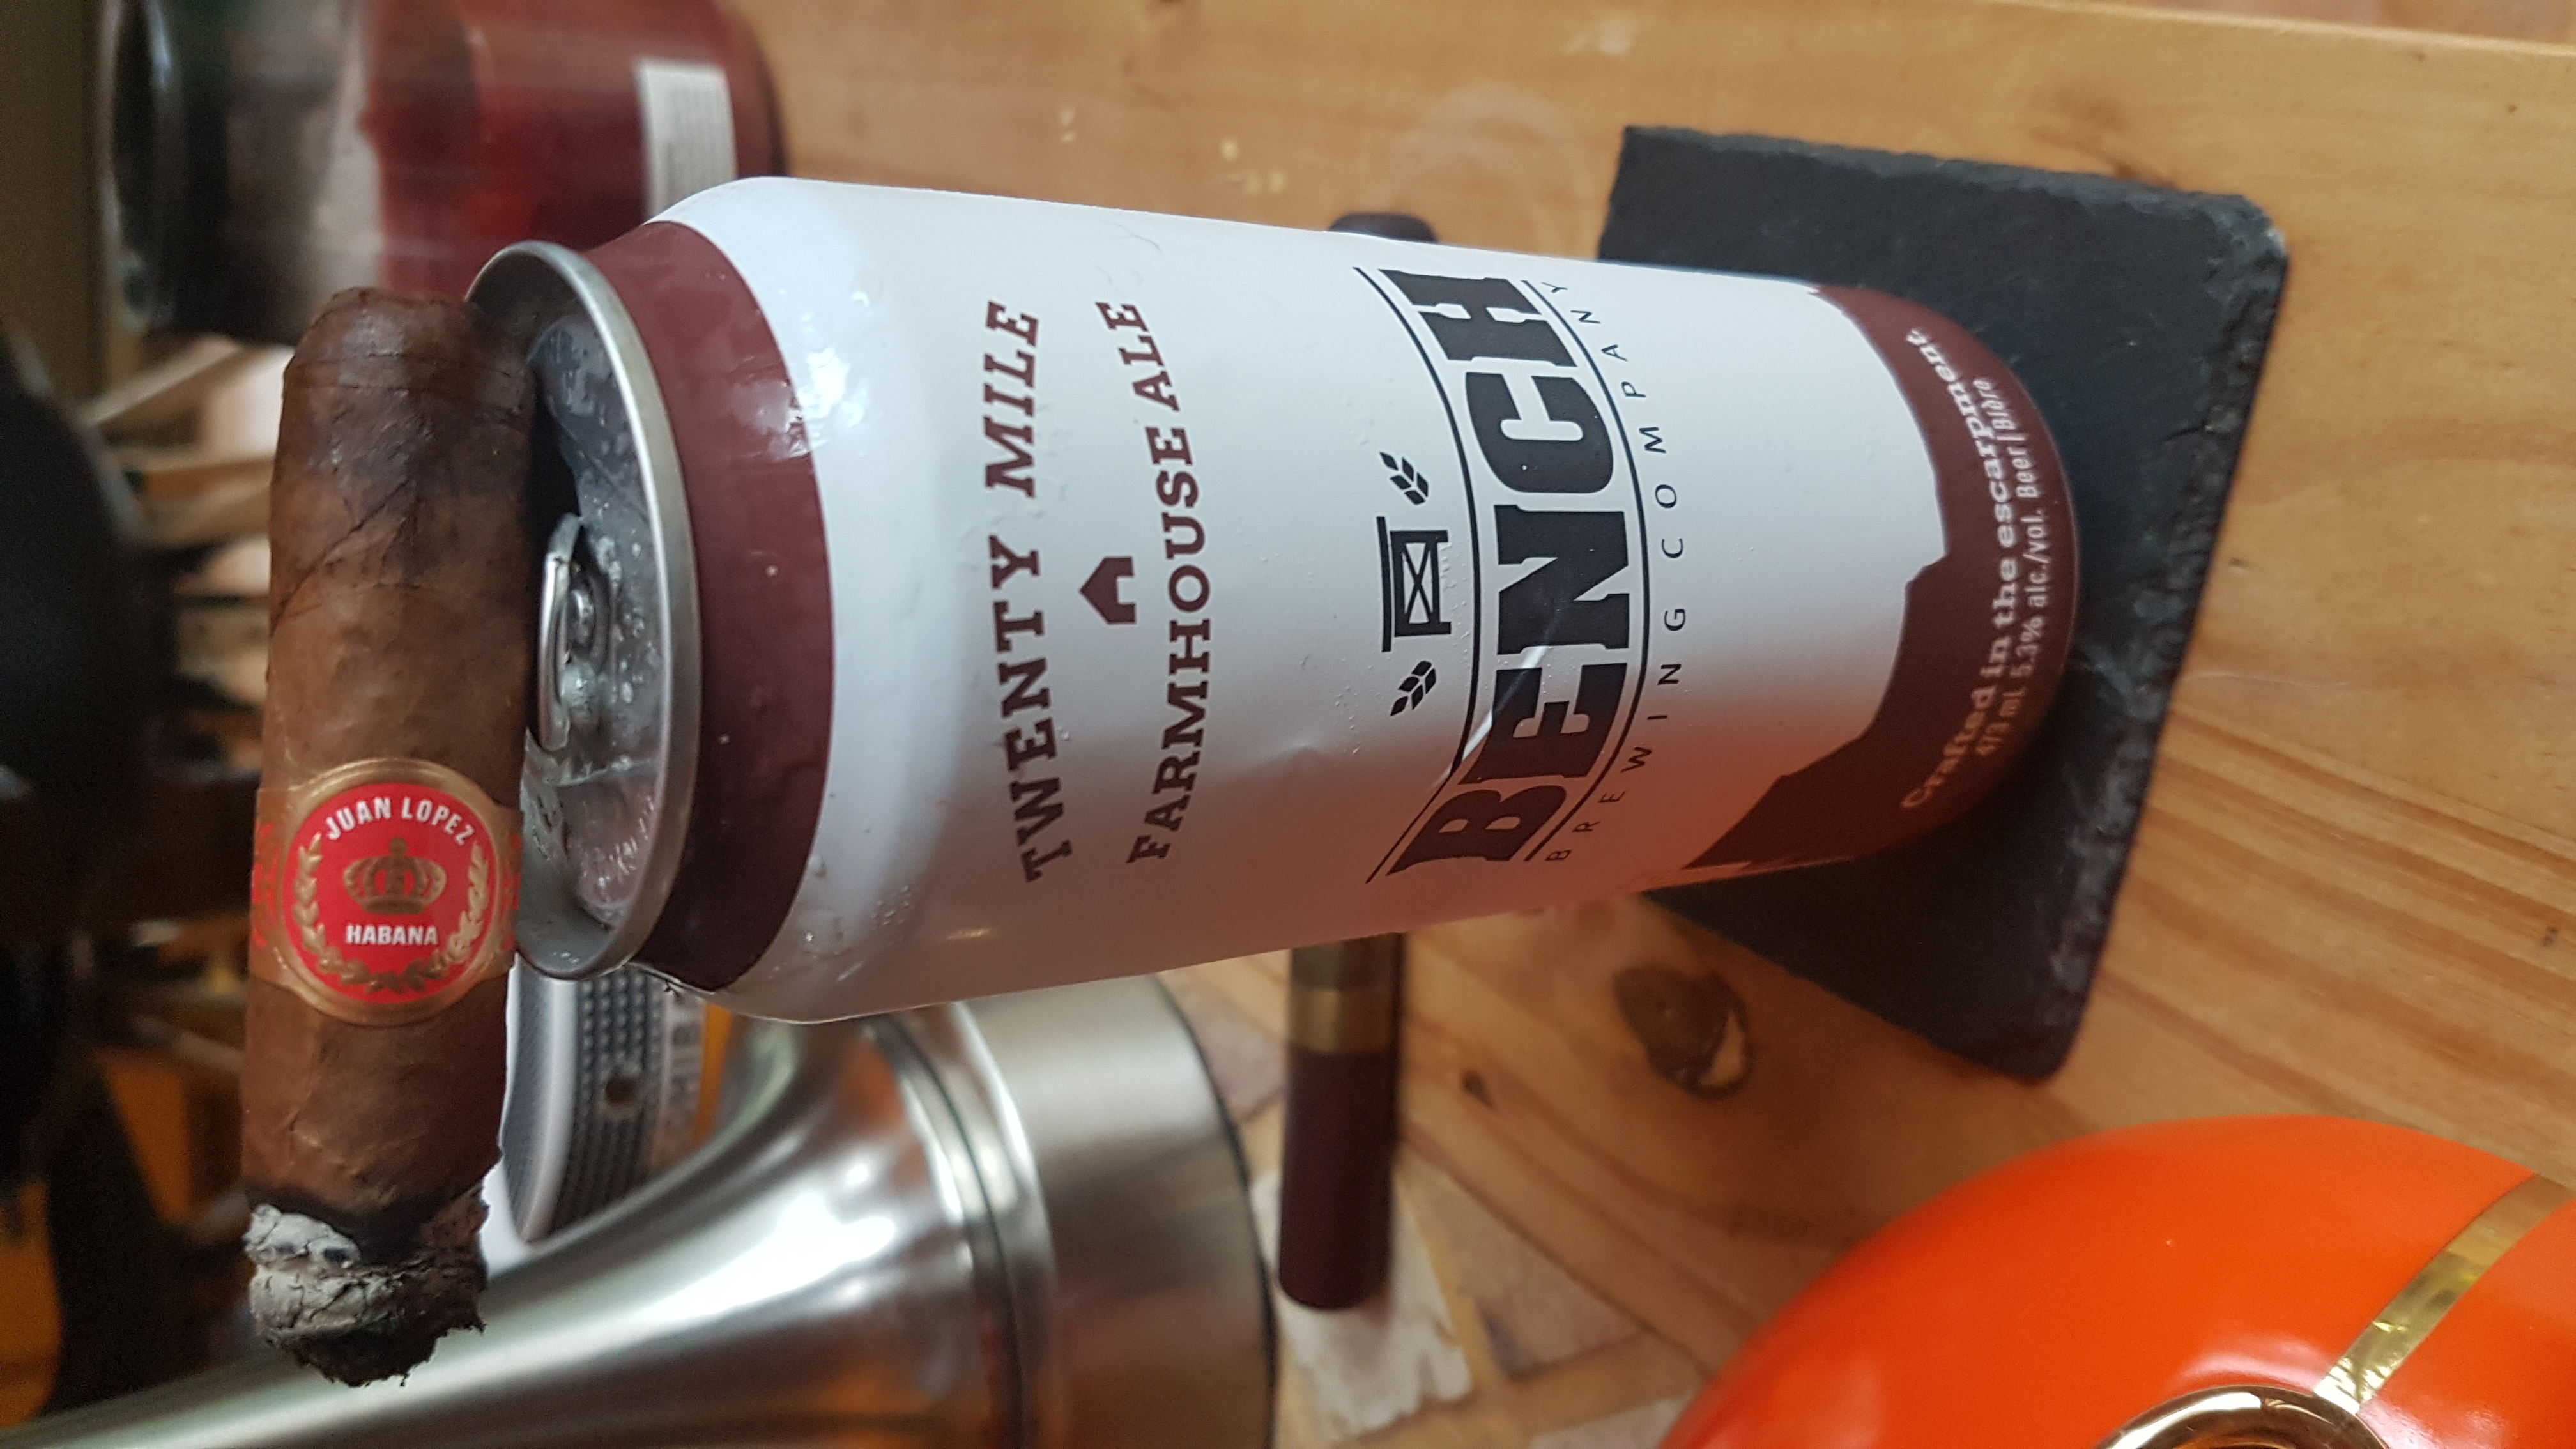 JUAN LOPEZ
HABANA
TWENTY MILE
FARMHOUSE ALE
BENCH
BREWING COMPANY
Crafted in the escarpment
473 mL 5.3% alc./vol. Beer | Bière